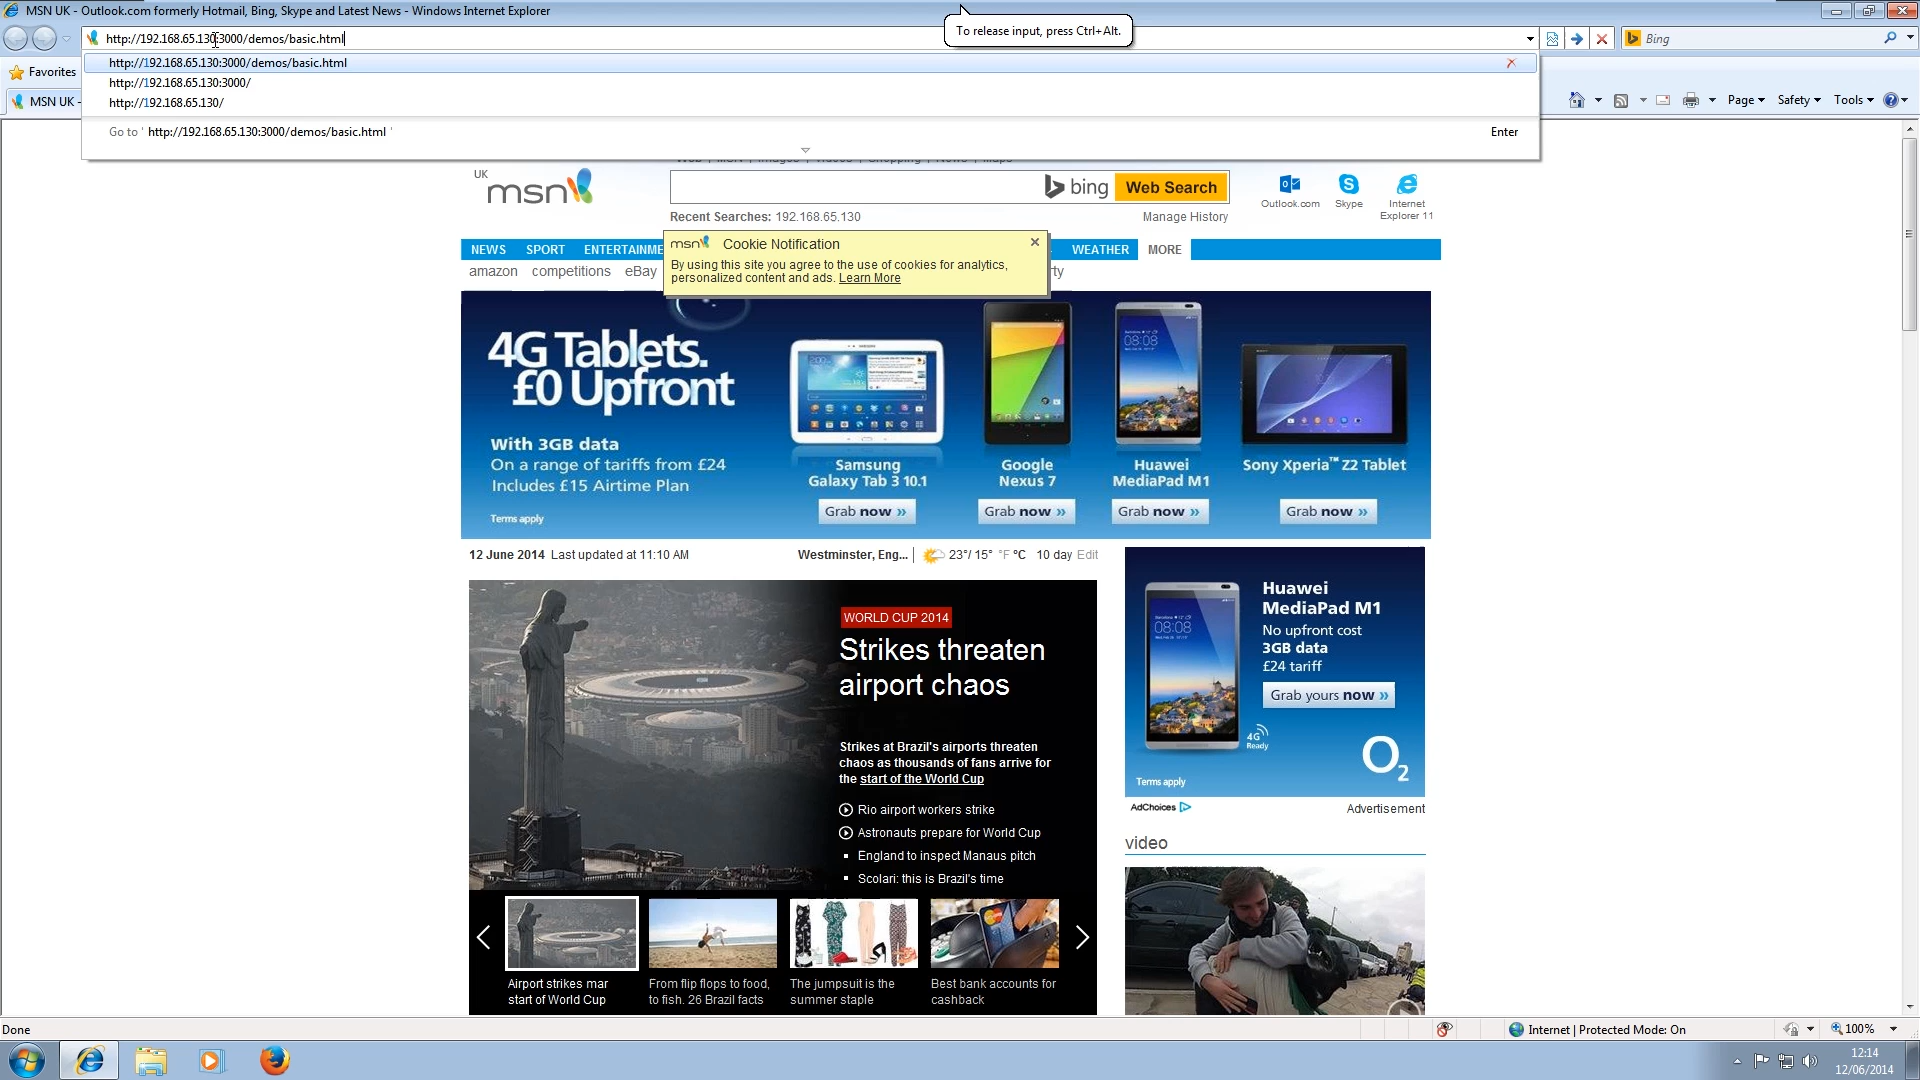 MSN UK - Outlook.com formerly Hotmail, Bing, Skype and Latest News - Windows Internet Explorer
To release input, press Ctrl+Alt.
http://192.168.65.130:3000/demos/basic.html
Bing
http://192.168.65.130:3000/demos/basic.html
Favorites
http://192.168.65.130:3000/
MSN UK -
http://192.168.65.130/
Page
Safety
Tools
Go to ' http://192.168.65.130:3000/demos/basic.html '
Enter
Web | MSN | Images | Videos | Shopping | News | Maps
UK
msn
bing
Web Search
Outlook.com
Skype
Internet
Explorer 11
Recent Searches: 192.168.65.130
Manage History
NEWS
SPORT
ENTERTAINME
WEATHER
MORE
msn
Cookie Notification
By using this site you agree to the use of cookies for analytics,
personalized content and ads. Learn More
amazon
competitions
eBay
rty
4G Tablets.
£0 Upfront
With 3GB data
On a range of tariffs from £24
Includes £15 Airtime Plan
Terms apply
Samsung
Galaxy Tab 3 10.1
Grab now »
Google
Nexus 7
Grab now »
Huawei
MediaPad M1
Grab now »
Sony Xperia™ Z2 Tablet
Grab now »
08:08
12 June 2014 Last updated at 11:10 AM
Westminster, Eng...
23°/ 15° °F °C
10 day
Edit
WORLD CUP 2014
Strikes threaten
airport chaos
Strikes at Brazil's airports threaten
chaos as thousands of fans arrive for
the start of the World Cup
Rio airport workers strike
Astronauts prepare for World Cup
England to inspect Manaus pitch
Scolari: this is Brazil's time
Airport strikes mar
start of World Cup
From flip flops to food,
to fish. 26 Brazil facts
The jumpsuit is the
summer staple
Best bank accounts for
cashback
Huawei
MediaPad M1
No upfront cost
3GB data
£24 tariff
Grab yours now »
08:08
4G
Ready
O2
Terms apply
AdChoices
Advertisement
video
Done
Internet | Protected Mode: On
100%
12:14
12/06/2014